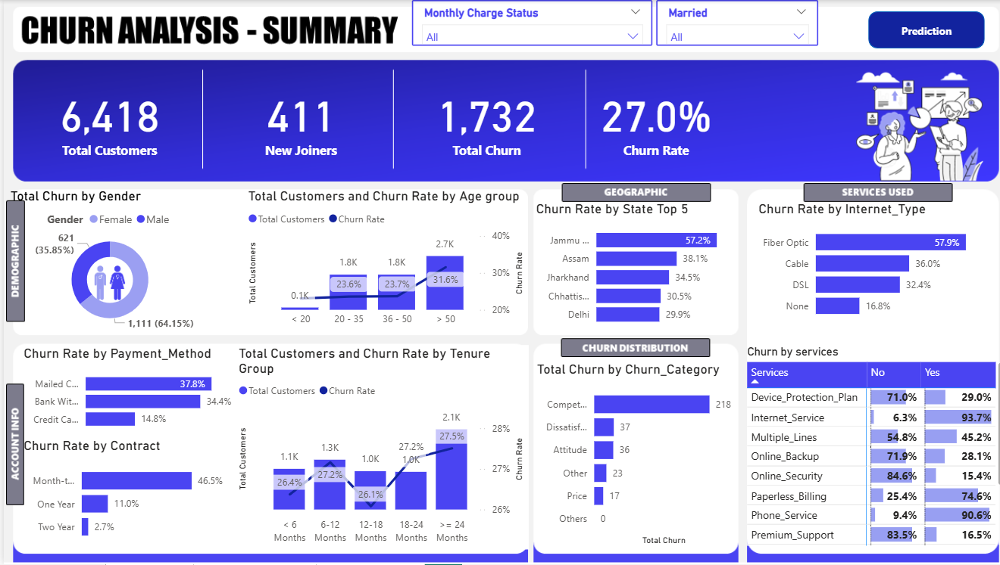 CHURN ANALYSIS - SUMMARY
Monthly Charge Status
All
Married
All
Prediction
6,418
Total Customers
411
New Joiners
1,732
Total Churn
27.0%
Churn Rate
DEMOGRAPHIC
Total Churn by Gender
Gender Female Male
621
(35.85%)
1,111 (64.15%)
Total Customers and Churn Rate by Age group
Total Customers Churn Rate
Total Customers
0.1K
1.8K
1.8K
2.7K
23.6%
23.7%
31.6%
40%
30%
20%
Churn Rate
< 20
20 - 35
36 - 50
> 50
GEOGRAPHIC
Churn Rate by State Top 5
Jammu ... 57.2%
Assam 38.1%
Jharkhand 34.5%
Chhattis... 30.5%
Delhi 29.9%
SERVICES USED
Churn Rate by Internet_Type
Fiber Optic 57.9%
Cable 36.0%
DSL 32.4%
None 16.8%
ACCOUNT INFO
Churn Rate by Payment_Method
Mailed C... 37.8%
Bank Wit... 34.4%
Credit Ca... 14.8%
Churn Rate by Contract
Month-t... 46.5%
One Year 11.0%
Two Year 2.7%
Total Customers and Churn Rate by Tenure
Group
Total Customers Churn Rate
Total Customers
1.1K
1.3K
1.0K
1.0K
2.1K
26.4%
27.2%
26.1%
27.2%
27.5%
28%
27%
26%
Churn Rate
< 6
Months
6-12
Months
12-18
Months
18-24
Months
>= 24
Months
CHURN DISTRIBUTION
Total Churn by Churn_Category
Compet... 218
Dissatisf... 37
Attitude 36
Other 23
Price 17
Others 0
Total Churn
Churn by services
Services No Yes
Device_Protection_Plan 71.0% 29.0%
Internet_Service 6.3% 93.7%
Multiple_Lines 54.8% 45.2%
Online_Backup 71.9% 28.1%
Online_Security 84.6% 15.4%
Paperless_Billing 25.4% 74.6%
Phone_Service 9.4% 90.6%
Premium_Support 83.5% 16.5%